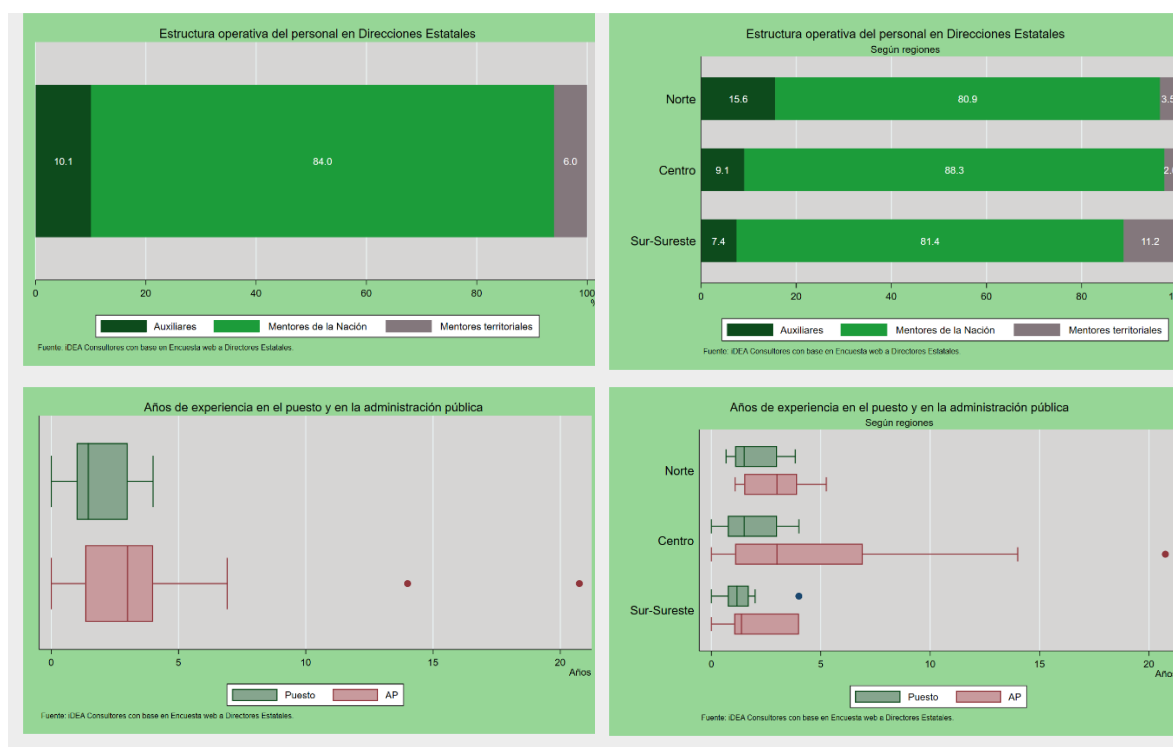 Estructura operativa del personal en Direcciones Estatales
10.1 84.0 6.0
0 20 40 60 80 100
%
Auxiliares Mentores de la Nación Mentores territoriales
Fuente: iDEA Consultores con base en Encuesta web a Directores Estatales.
Estructura operativa del personal en Direcciones Estatales
Según regiones
Norte 15.6 80.9 3.5
Centro 9.1 88.3 2.
Sur-Sureste 7.4 81.4 11.2
0 20 40 60 80 10
Auxiliares Mentores de la Nación Mentores territoriales
Fuente: iDEA Consultores con base en Encuesta web a Directores Estatales.
Años de experiencia en el puesto y en la administración pública
0 5 10 15 20
Años
Puesto AP
Fuente: iDEA Consultores con base en Encuesta web a Directores Estatales.
Años de experiencia en el puesto y en la administración pública
Según regiones
Norte
Centro
Sur-Sureste
0 5 10 15 20
Años
Puesto AP
Fuente: iDEA Consultores con base en Encuesta web a Directores Estatales.